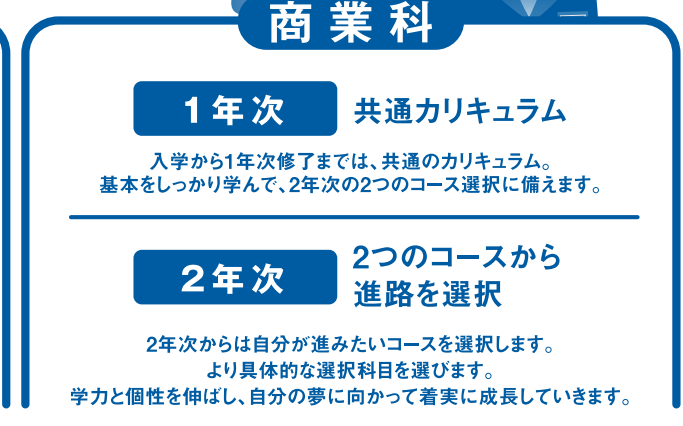 商業科
1年次
共通カリキュラム
入学から1年次修了までは、共通のカリキュラム。
基本をしっかり学んで、2年次の2つのコース選択に備えます。
2年次
2つのコースから
進路を選択
2年次からは自分が進みたいコースを選択します。
より具体的な選択科目を選びます。
学力と個性を伸ばし、自分の夢に向かって着実に成長していきます。